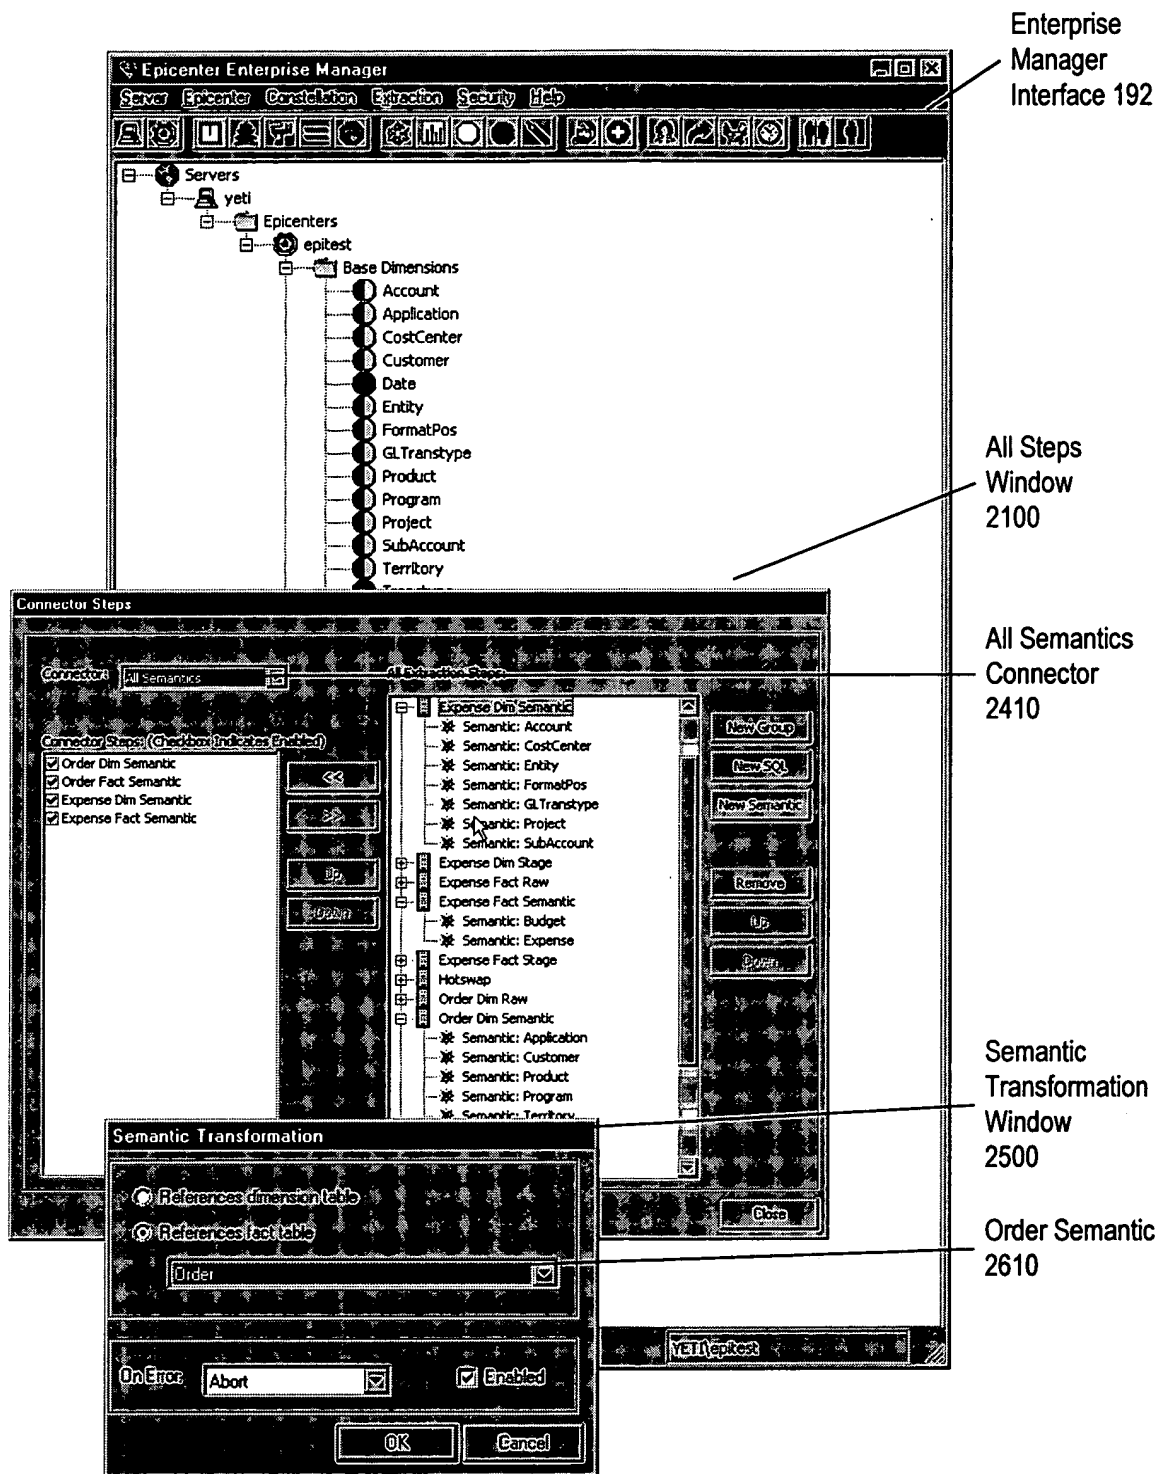 Enterprise
Manager
Interface 192
Epicenter Enterprise Manager
Server Epicenter Constellation Extraction Security Help
Servers
yeti
Epicenters
epitest
Base Dimensions
Account
Application
CostCenter
Customer
Date
Entity
FormatPos
GLTranstype
Product
Program
Project
SubAccount
Territory
All Steps
Window
2100
Connector Steps
Connector: All Semantics
All Extraction Steps:
All Semantics
Connector
2410
Connector Steps: (Checkbox Indicates Enabled)
Order Dim Semantic
Order Fact Semantic
Expense Dim Semantic
Expense Fact Semantic
<<
>>
Up
Down
Expense Dim Semantic
Semantic: Account
Semantic: CostCenter
Semantic: Entity
Semantic: FormatPos
Semantic: GLTranstype
Semantic: Project
Semantic: SubAccount
Expense Dim Stage
Expense Fact Raw
Expense Fact Semantic
Semantic: Budget
Semantic: Expense
Expense Fact Stage
Hotswap
Order Dim Raw
Order Dim Semantic
Semantic: Application
Semantic: Customer
Semantic: Product
Semantic: Program
Semantic: Territory
New Group
New SQL
New Semantic
Remove
Up
Down
Close
Semantic
Transformation
Window
2500
Semantic Transformation
References dimension table
References fact table
Order
Order Semantic
2610
On Error: Abort
Enabled
OK
Cancel
YETI\epitest